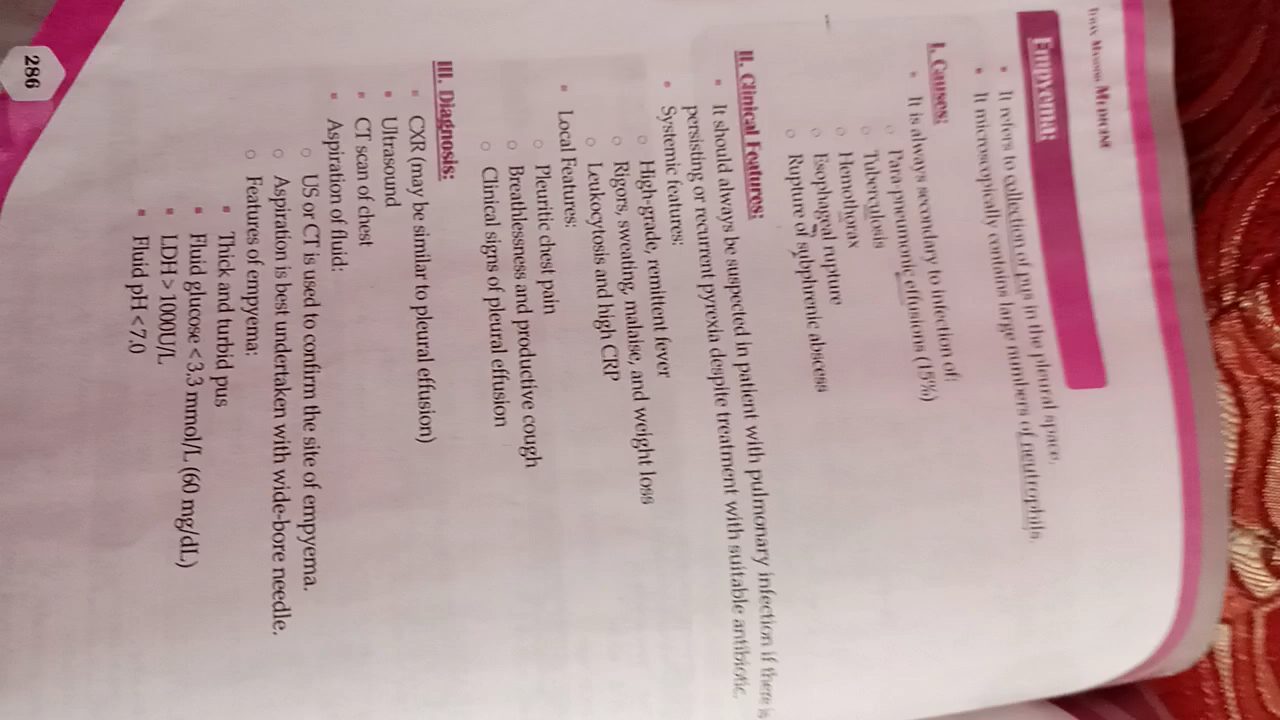 MEDICINE
Empyema:
▪ It refers to collection of pus in the pleural space.
▪ It microscopically contains large numbers of neutrophils.
I. Causes:
▪ It is always secondary to infection of:
○ Para-pneumonic effusions (15%)
○ Tuberculosis
○ Hemothorax
○ Esophageal rupture
○ Rupture of subphrenic abscess
II. Clinical Features:
▪ It should always be suspected in patient with pulmonary infection if there is
persisting or recurrent pyrexia despite treatment with suitable antibiotic.
▪ Systemic features:
○ High-grade, remittent fever
○ Rigors, sweating, malaise, and weight loss
○ Leukocytosis and high CRP
▪ Local Features:
○ Pleuritic chest pain
○ Breathlessness and productive cough
○ Clinical signs of pleural effusion
III. Diagnosis:
▪ CXR (may be similar to pleural effusion)
▪ Ultrasound
▪ CT scan of chest
▪ Aspiration of fluid:
○ US or CT is used to confirm the site of empyema.
○ Aspiration is best undertaken with wide-bore needle.
○ Features of empyema:
▪ Thick and turbid pus
▪ Fluid glucose < 3.3 mmol/L (60 mg/dL)
▪ LDH > 1000U/L
▪ Fluid pH < 7.0
286